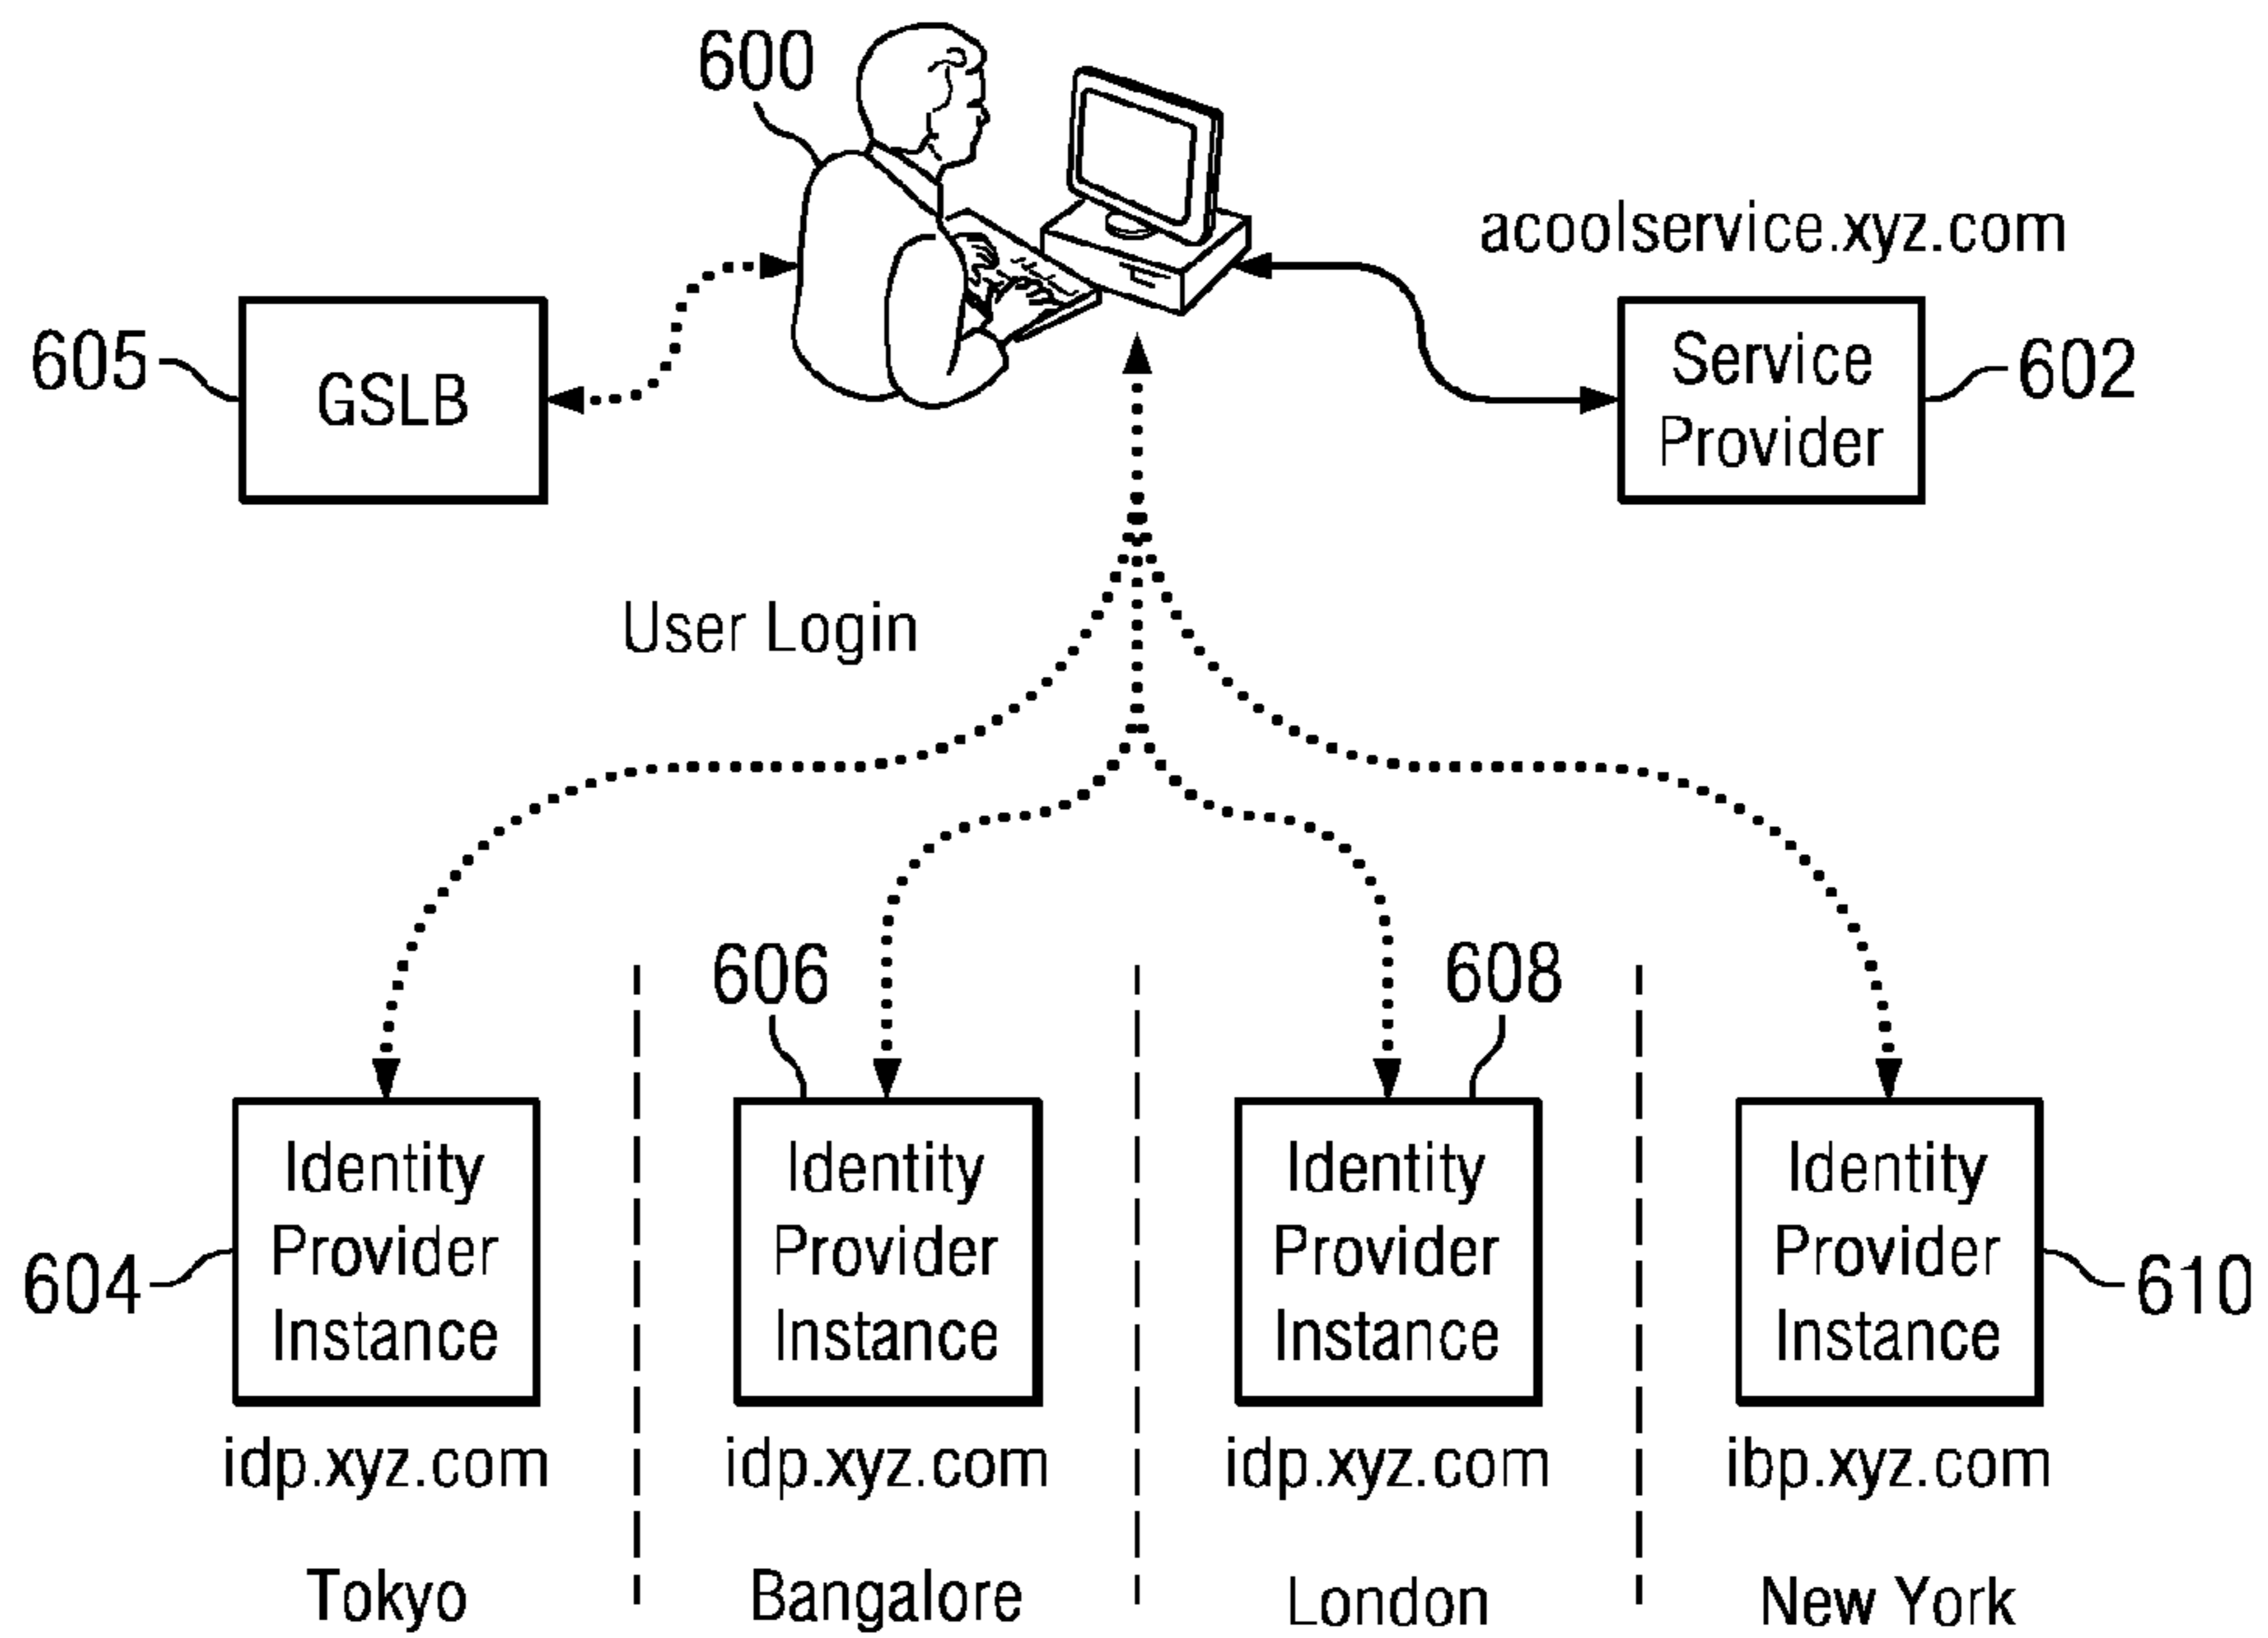 600
acoolservice.xyz.com
605
GSLB
Service
Provider
602
User Login
606
608
Identity
Provider
Instance
Identity
Provider
Instance
Identity
Provider
Instance
Identity
Provider
Instance
604
610
idp.xyz.com
idp.xyz.com
idp.xyz.com
ibp.xyz.com
Tokyo
Bangalore
London
New York